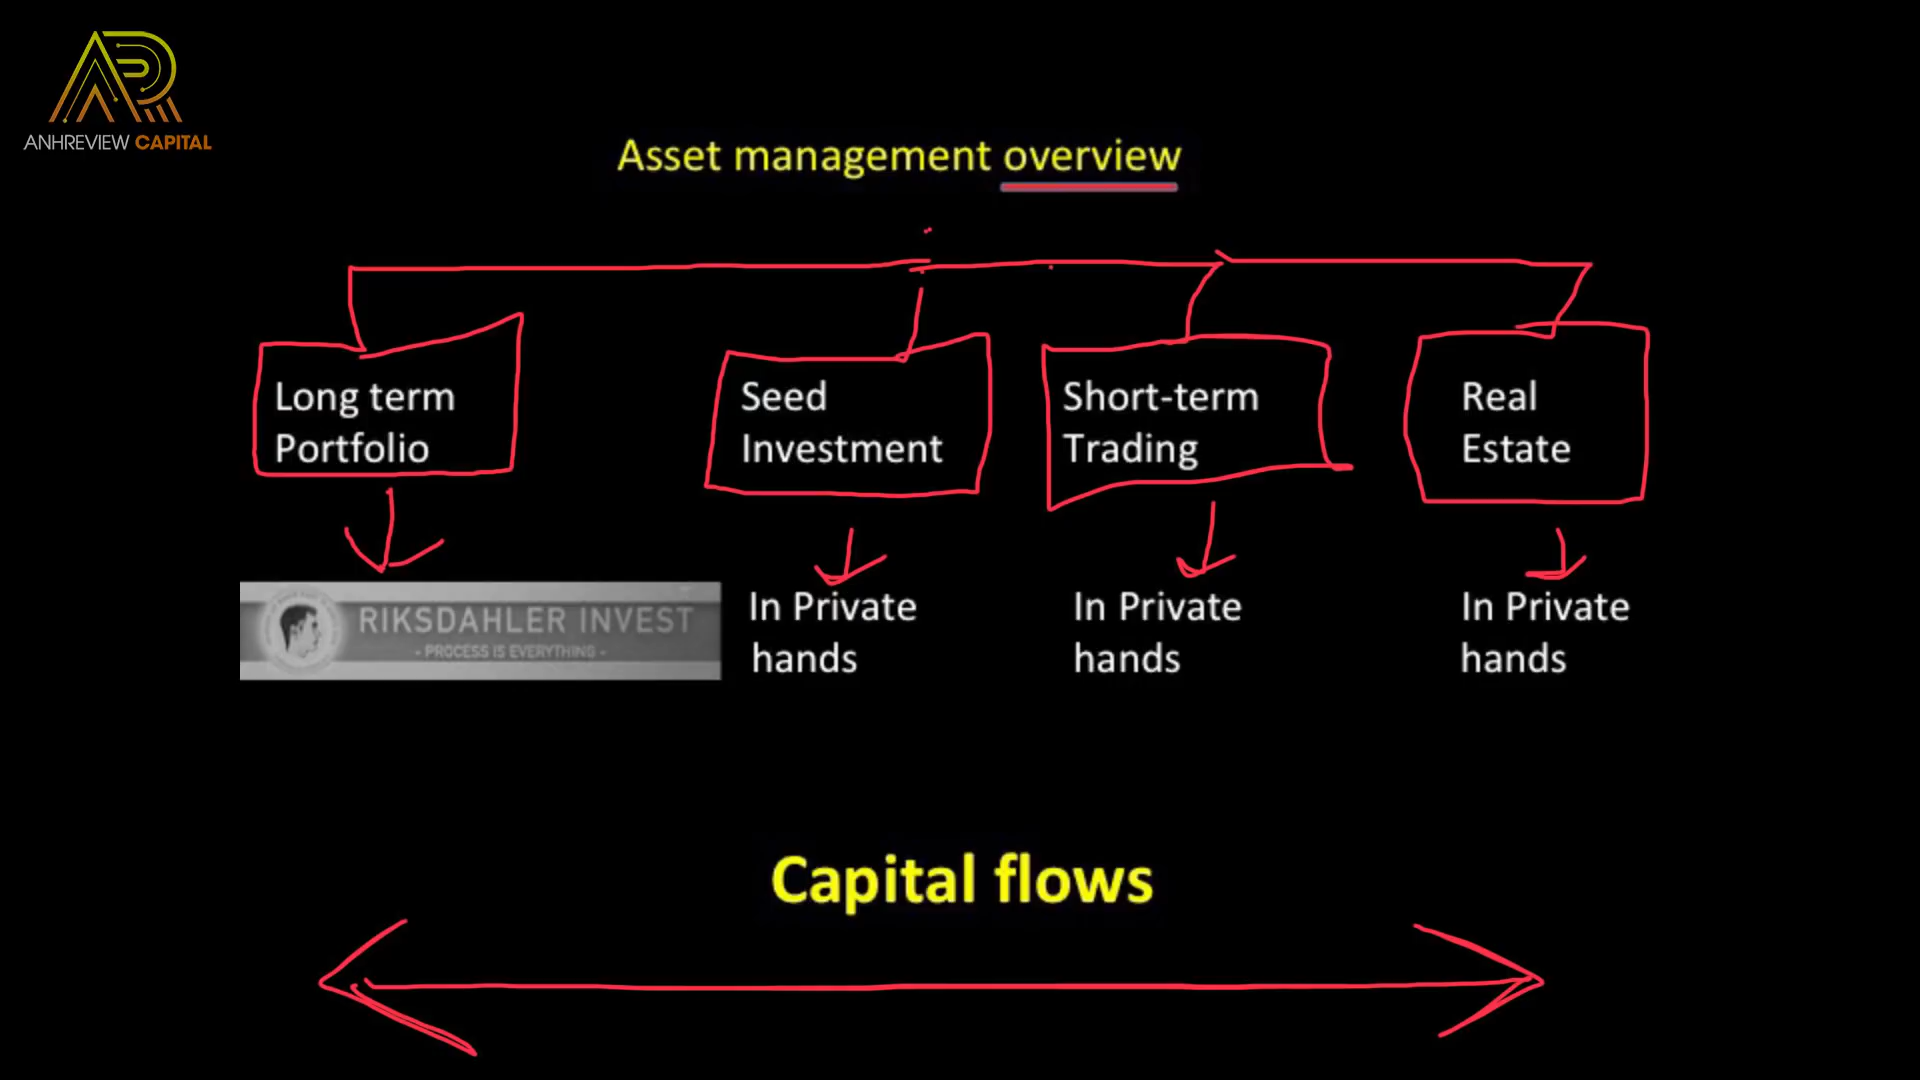 ANHREVIEW CAPITAL
Asset management overview
Long term
Portfolio
Seed
Investment
Short-term
Trading
Real
Estate
RIKSDAHLER INVEST
- PROCESS IS EVERYTHING -
In Private
hands
In Private
hands
In Private
hands
Capital flows